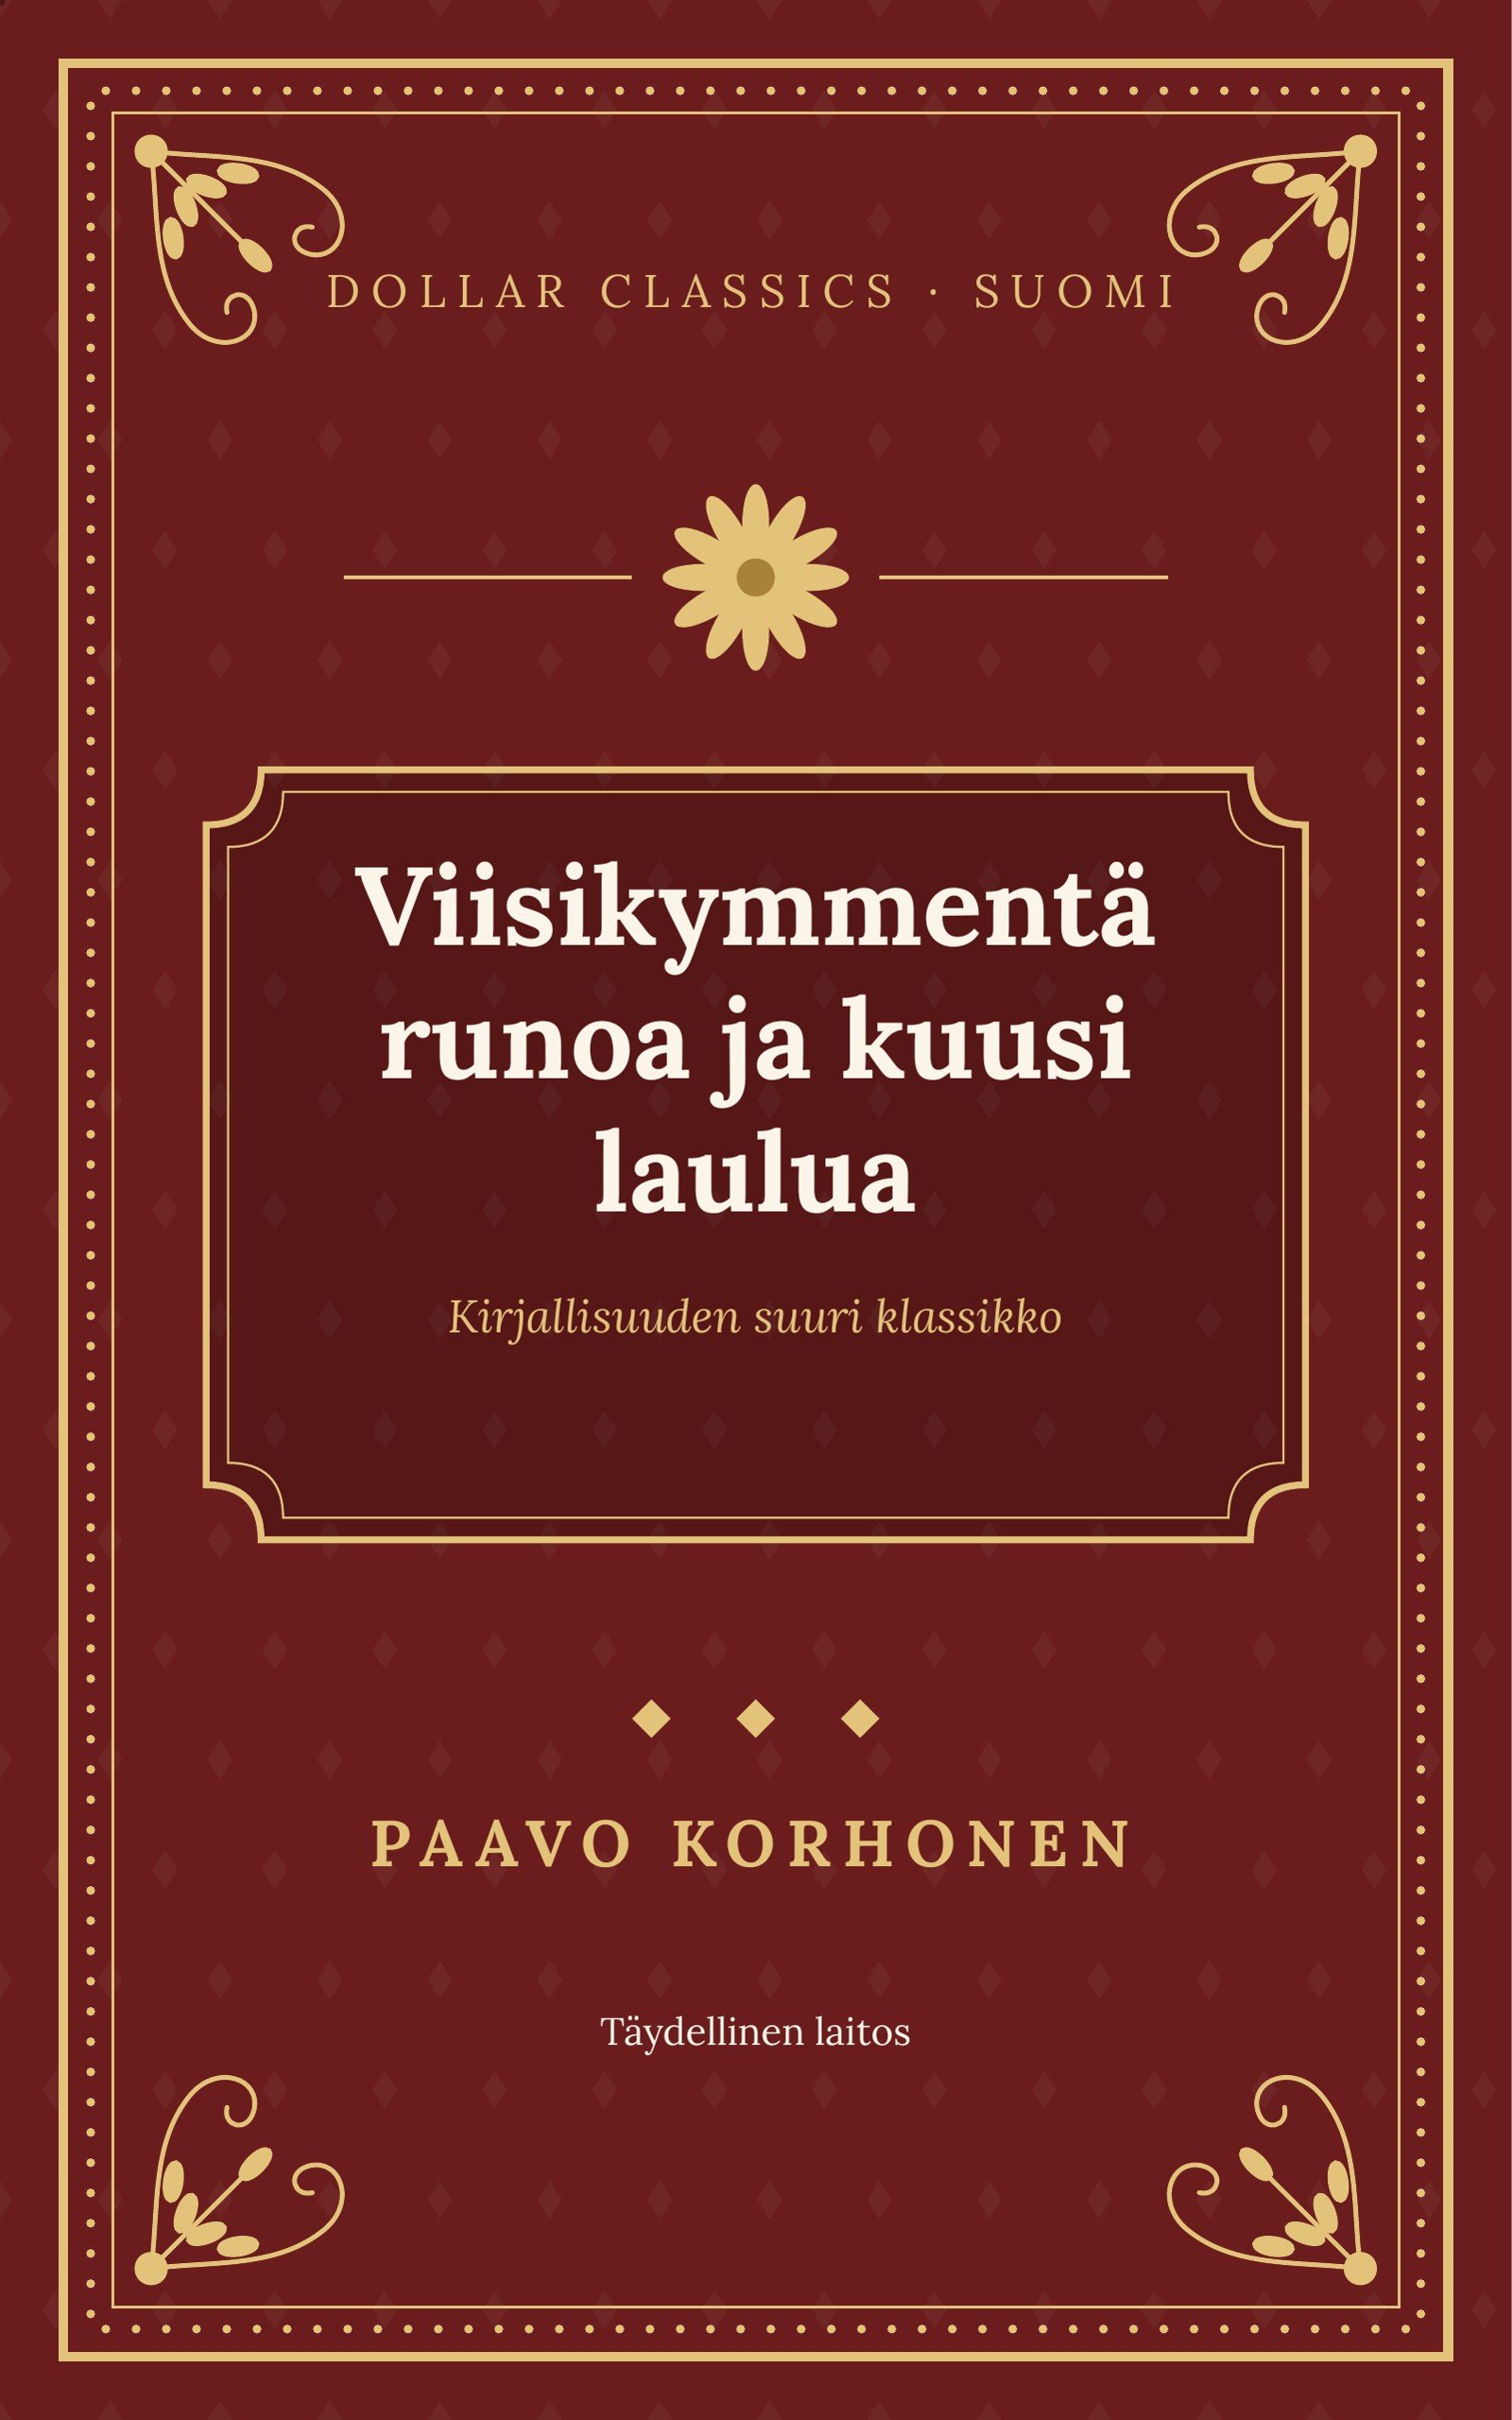 DOLLAR CLASSICS · SUOMI
Viisikymmentä
runoa ja kuusi
laulua
Kirjallisuuden suuri klassikko
PAAVO KORHONEN
Täydellinen laitos